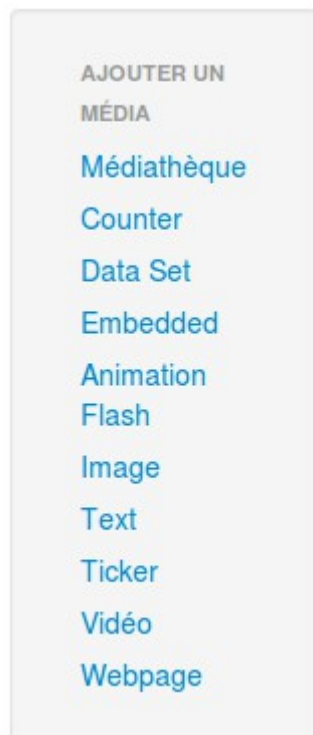 AJOUTER UN
MÉDIA
Médiathèque
Counter
Data Set
Embedded
Animation
Flash
Image
Text
Ticker
Vidéo
Webpage